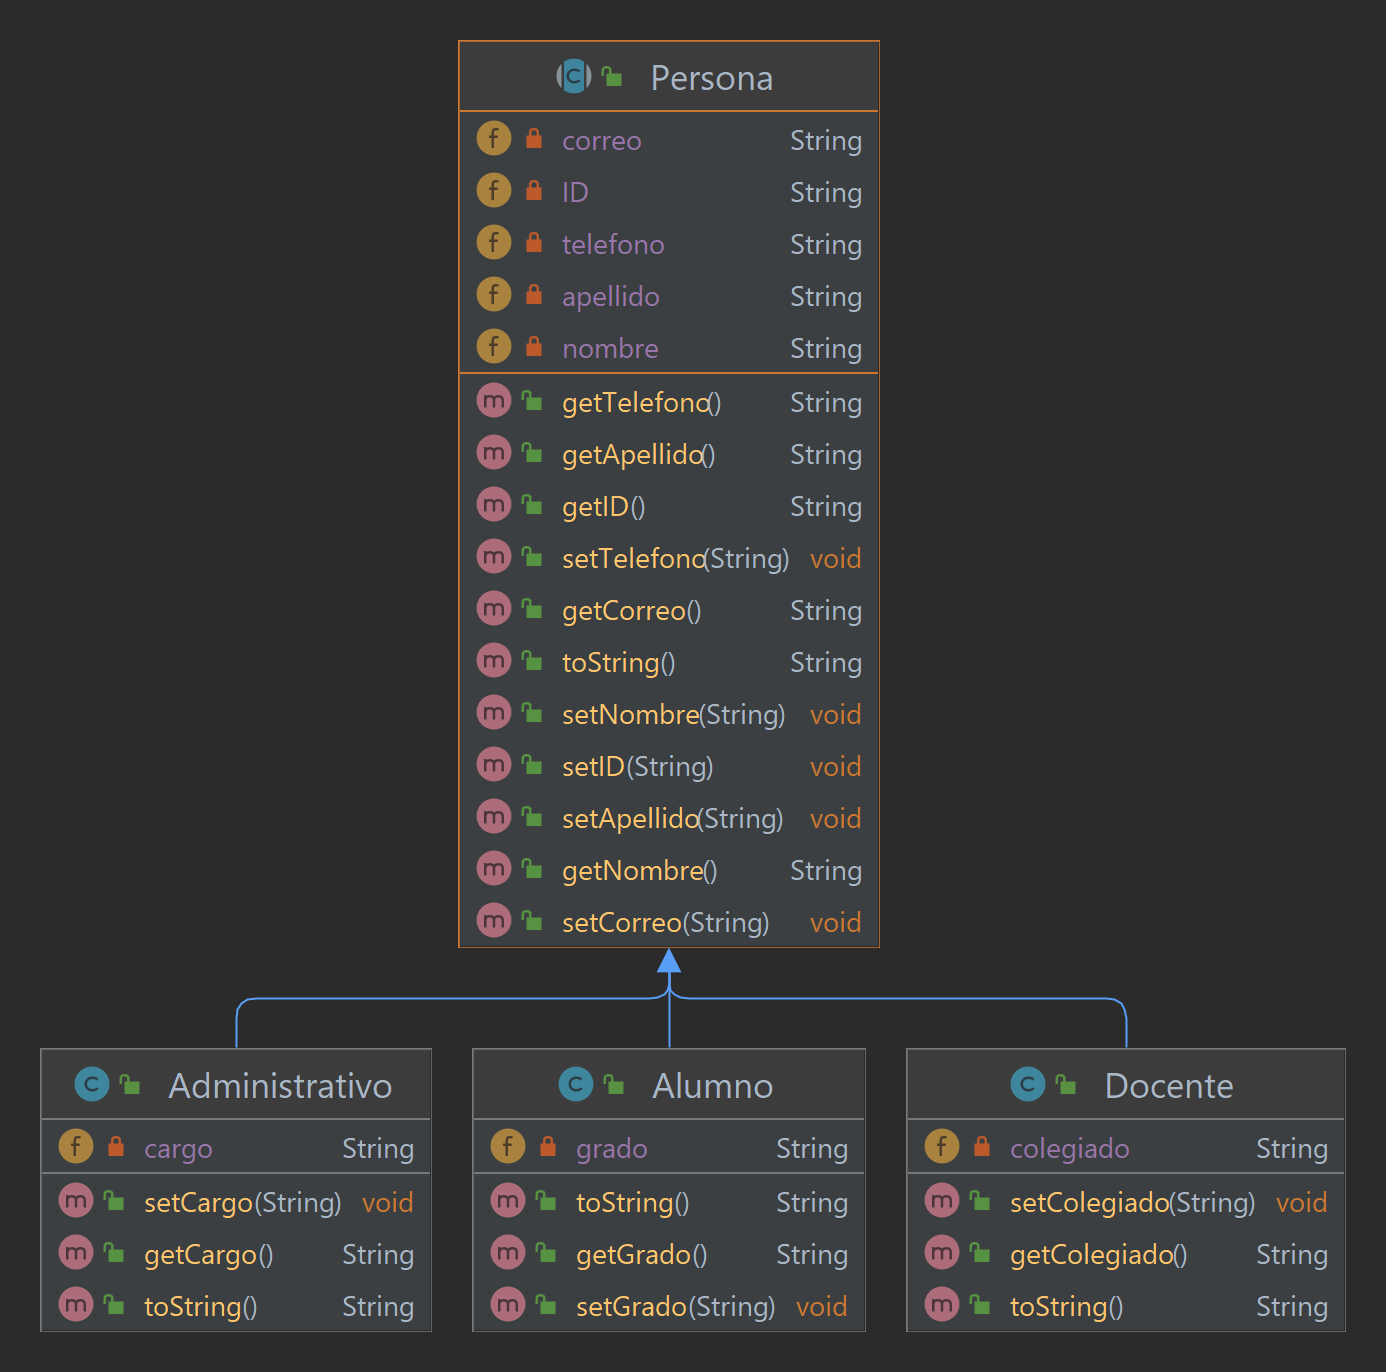 Persona
correo String
ID String
telefono String
apellido String
nombre String
getTelefono() String
getApellido() String
getID() String
setTelefono(String) void
getCorreo() String
toString() String
setNombre(String) void
setID(String) void
setApellido(String) void
getNombre() String
setCorreo(String) void
Administrativo
cargo String
setCargo(String) void
getCargo() String
toString() String
Alumno
grado String
toString() String
getGrado() String
setGrado(String) void
Docente
colegiado String
setColegiado(String) void
getColegiado() String
toString() String